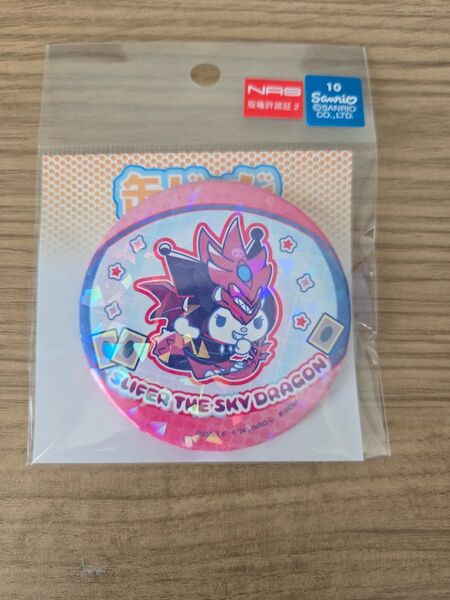 NAS
版権許諾証 2
10
Sanrio
©SANRIO
CO.,LTD.
缶バッジ
SLIFER THE SKY DRAGON
KUROMI